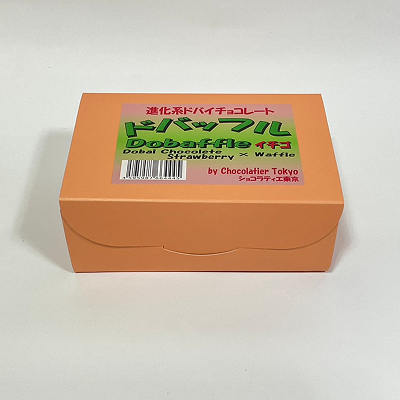 進化系ドバイチョコレート
ドバッフル
Dobaffle イチゴ
Dobai Chocolate × Waffle
Strawberry
by Chocolatier Tokyo
ショコラティエ東京